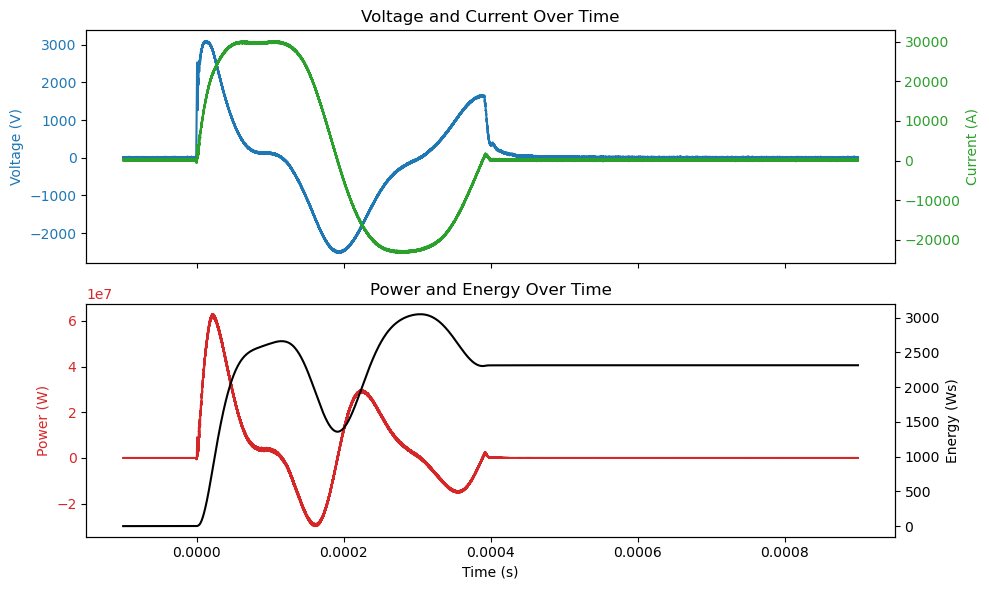 Voltage and Current Over Time
Voltage (V)
3000
2000
1000
0
−1000
−2000
30000
20000
10000
0
−10000
−20000
Current (A)
Power and Energy Over Time
1e7
Power (W)
6
4
2
0
−2
3000
2500
2000
1500
1000
500
0
Energy (Ws)
0.0000 0.0002 0.0004 0.0006 0.0008
Time (s)